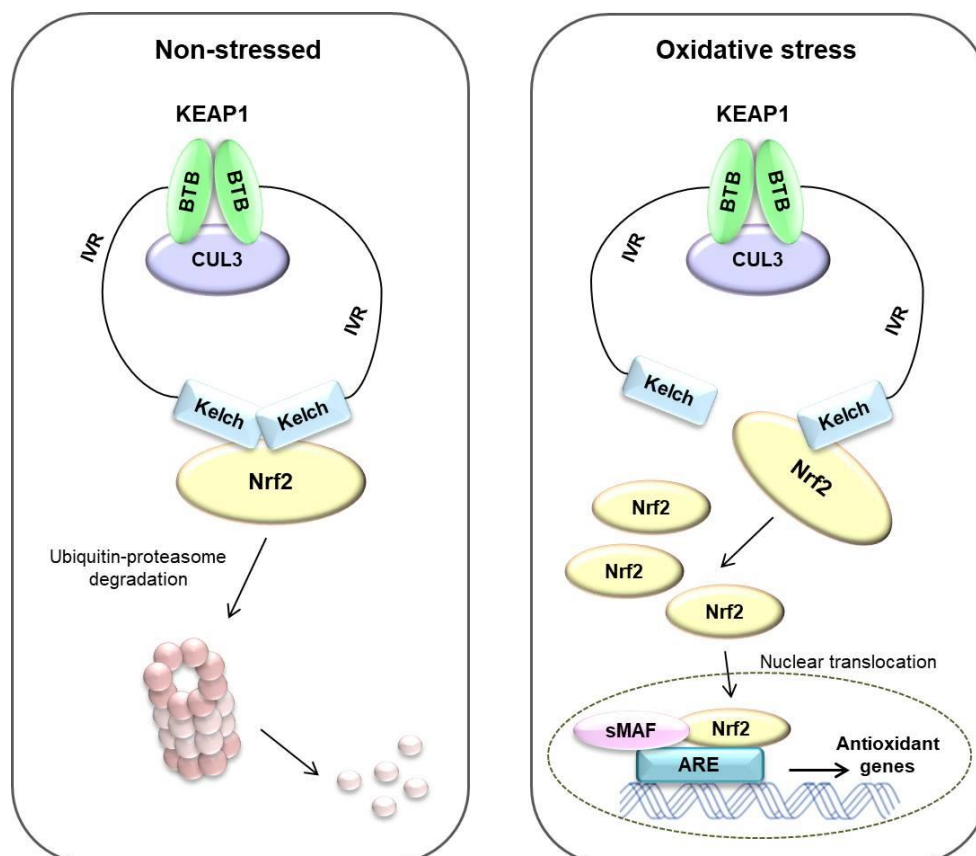 Non-stressed
KEAP1
BTB
BTB
IVR
CUL3
IVR
Kelch
Kelch
Nrf2
Ubiquitin-proteasome
degradation
Oxidative stress
KEAP1
BTB
BTB
IVR
CUL3
IVR
Kelch
Kelch
Nrf2
Nrf2
Nrf2
Nrf2
Nuclear translocation
sMAF
Nrf2
ARE
Antioxidant
genes